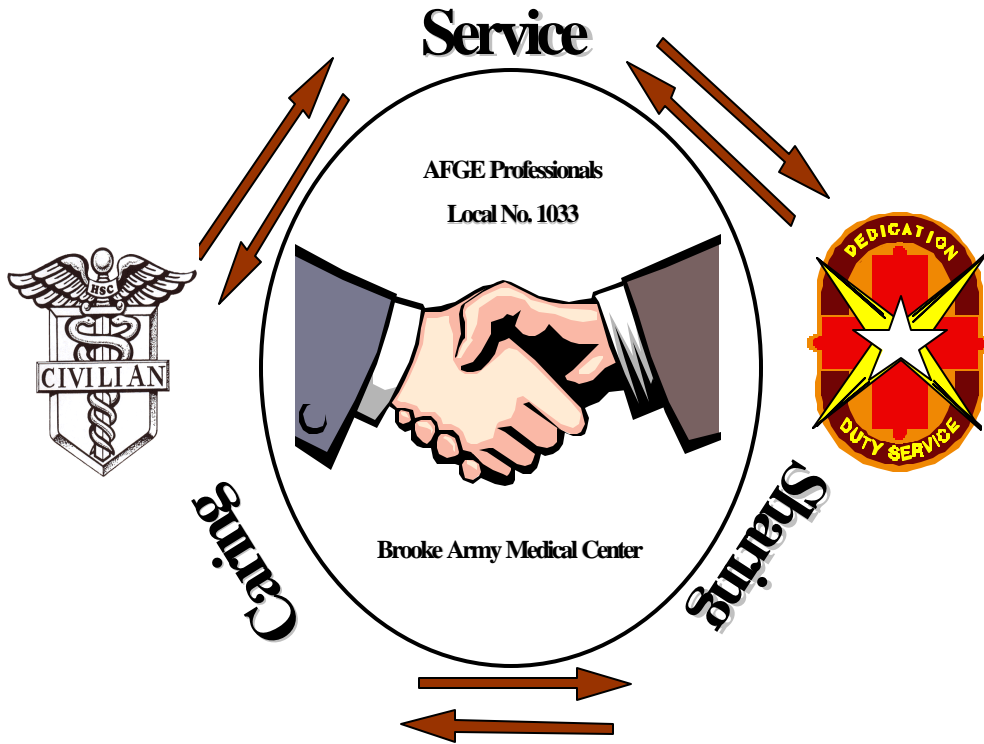 Service
AFGE Professionals
Local No. 1033
HSC
CIVILIAN
DEDICATION
DUTY SERVICE
Caring
Sharing
Brooke Army Medical Center